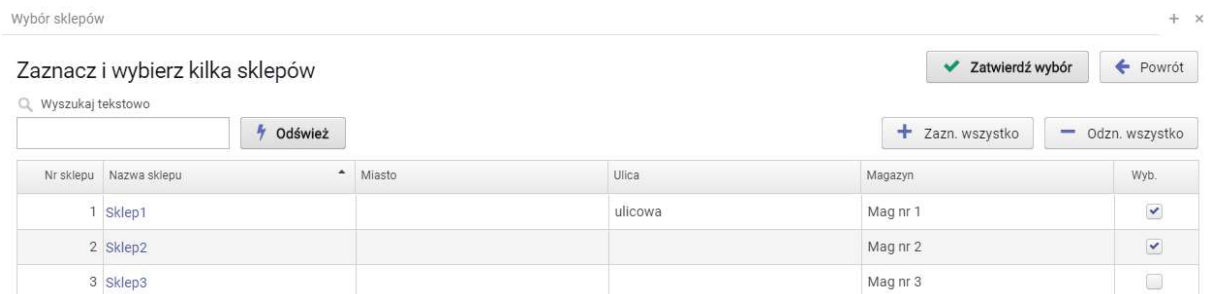 Wybór sklepów
Zaznacz i wybierz kilka sklepów
Zatwierdź wybór
Powrót
Wyszukaj tekstowo
Odśwież
Zazn. wszystko
Odzn. wszystko
Nr sklepu Nazwa sklepu Miasto Ulica Magazyn Wyb.
1 Sklep1 ulicowa Mag nr 1
2 Sklep2 Mag nr 2
3 Sklep3 Mag nr 3